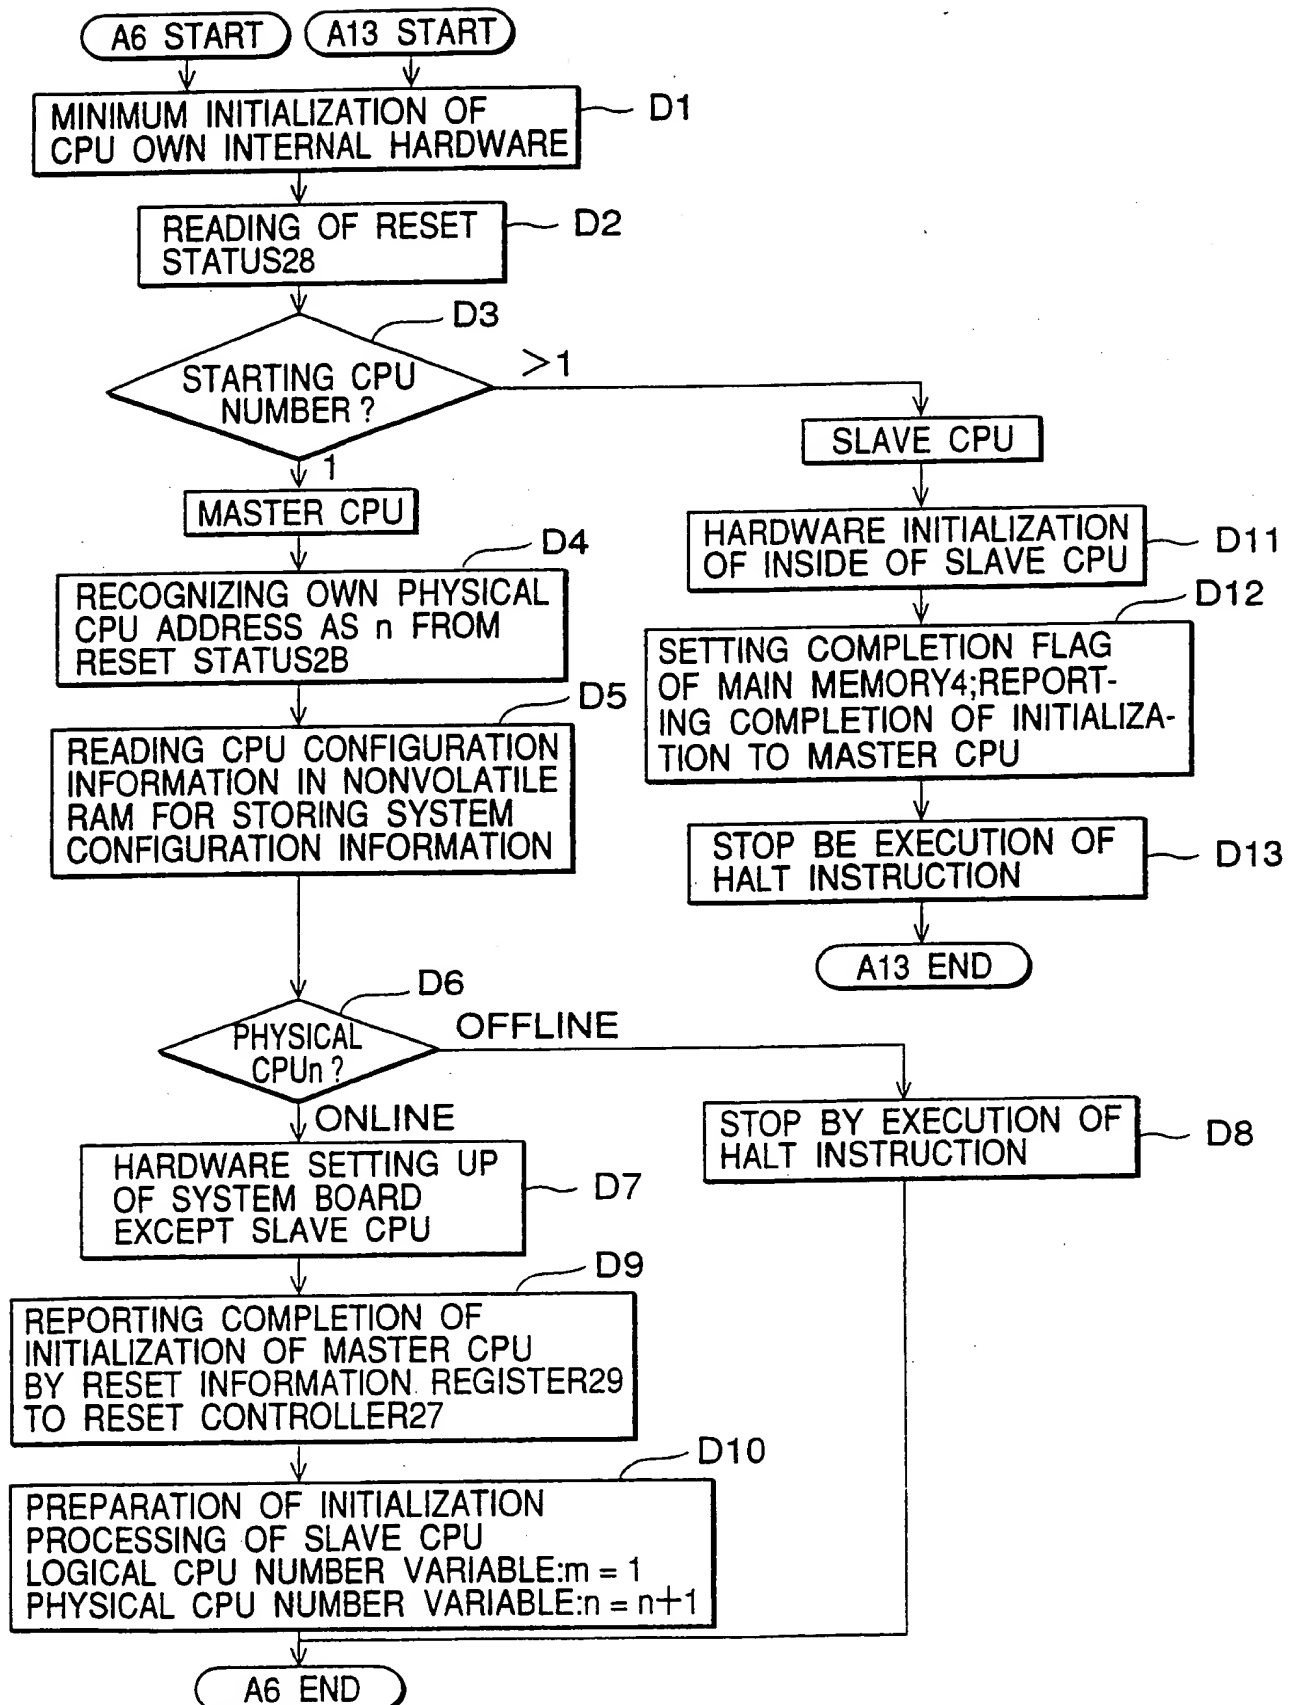 A6 START
A13 START
MINIMUM INITIALIZATION OF
CPU OWN INTERNAL HARDWARE
D1
READING OF RESET
STATUS28
D2
D3
STARTING CPU
NUMBER?
>1
1
MASTER CPU
D4
RECOGNIZING OWN PHYSICAL
CPU ADDRESS AS n FROM
RESET STATUS2B
D5
READING CPU CONFIGURATION
INFORMATION IN NONVOLATILE
RAM FOR STORING SYSTEM
CONFIGURATION INFORMATION
SLAVE CPU
HARDWARE INITIALIZATION
OF INSIDE OF SLAVE CPU
D11
D12
SETTING COMPLETION FLAG
OF MAIN MEMORY4;REPORT-
ING COMPLETION OF INITIALIZA-
TION TO MASTER CPU
STOP BE EXECUTION OF
HALT INSTRUCTION
D13
A13 END
D6
PHYSICAL
CPUn?
OFFLINE
ONLINE
STOP BY EXECUTION OF
HALT INSTRUCTION
D8
HARDWARE SETTING UP
OF SYSTEM BOARD
EXCEPT SLAVE CPU
D7
D9
REPORTING COMPLETION OF
INITIALIZATION OF MASTER CPU
BY RESET INFORMATION REGISTER29
TO RESET CONTROLLER27
D10
PREPARATION OF INITIALIZATION
PROCESSING OF SLAVE CPU
LOGICAL CPU NUMBER VARIABLE:m = 1
PHYSICAL CPU NUMBER VARIABLE:n = n+1
A6 END